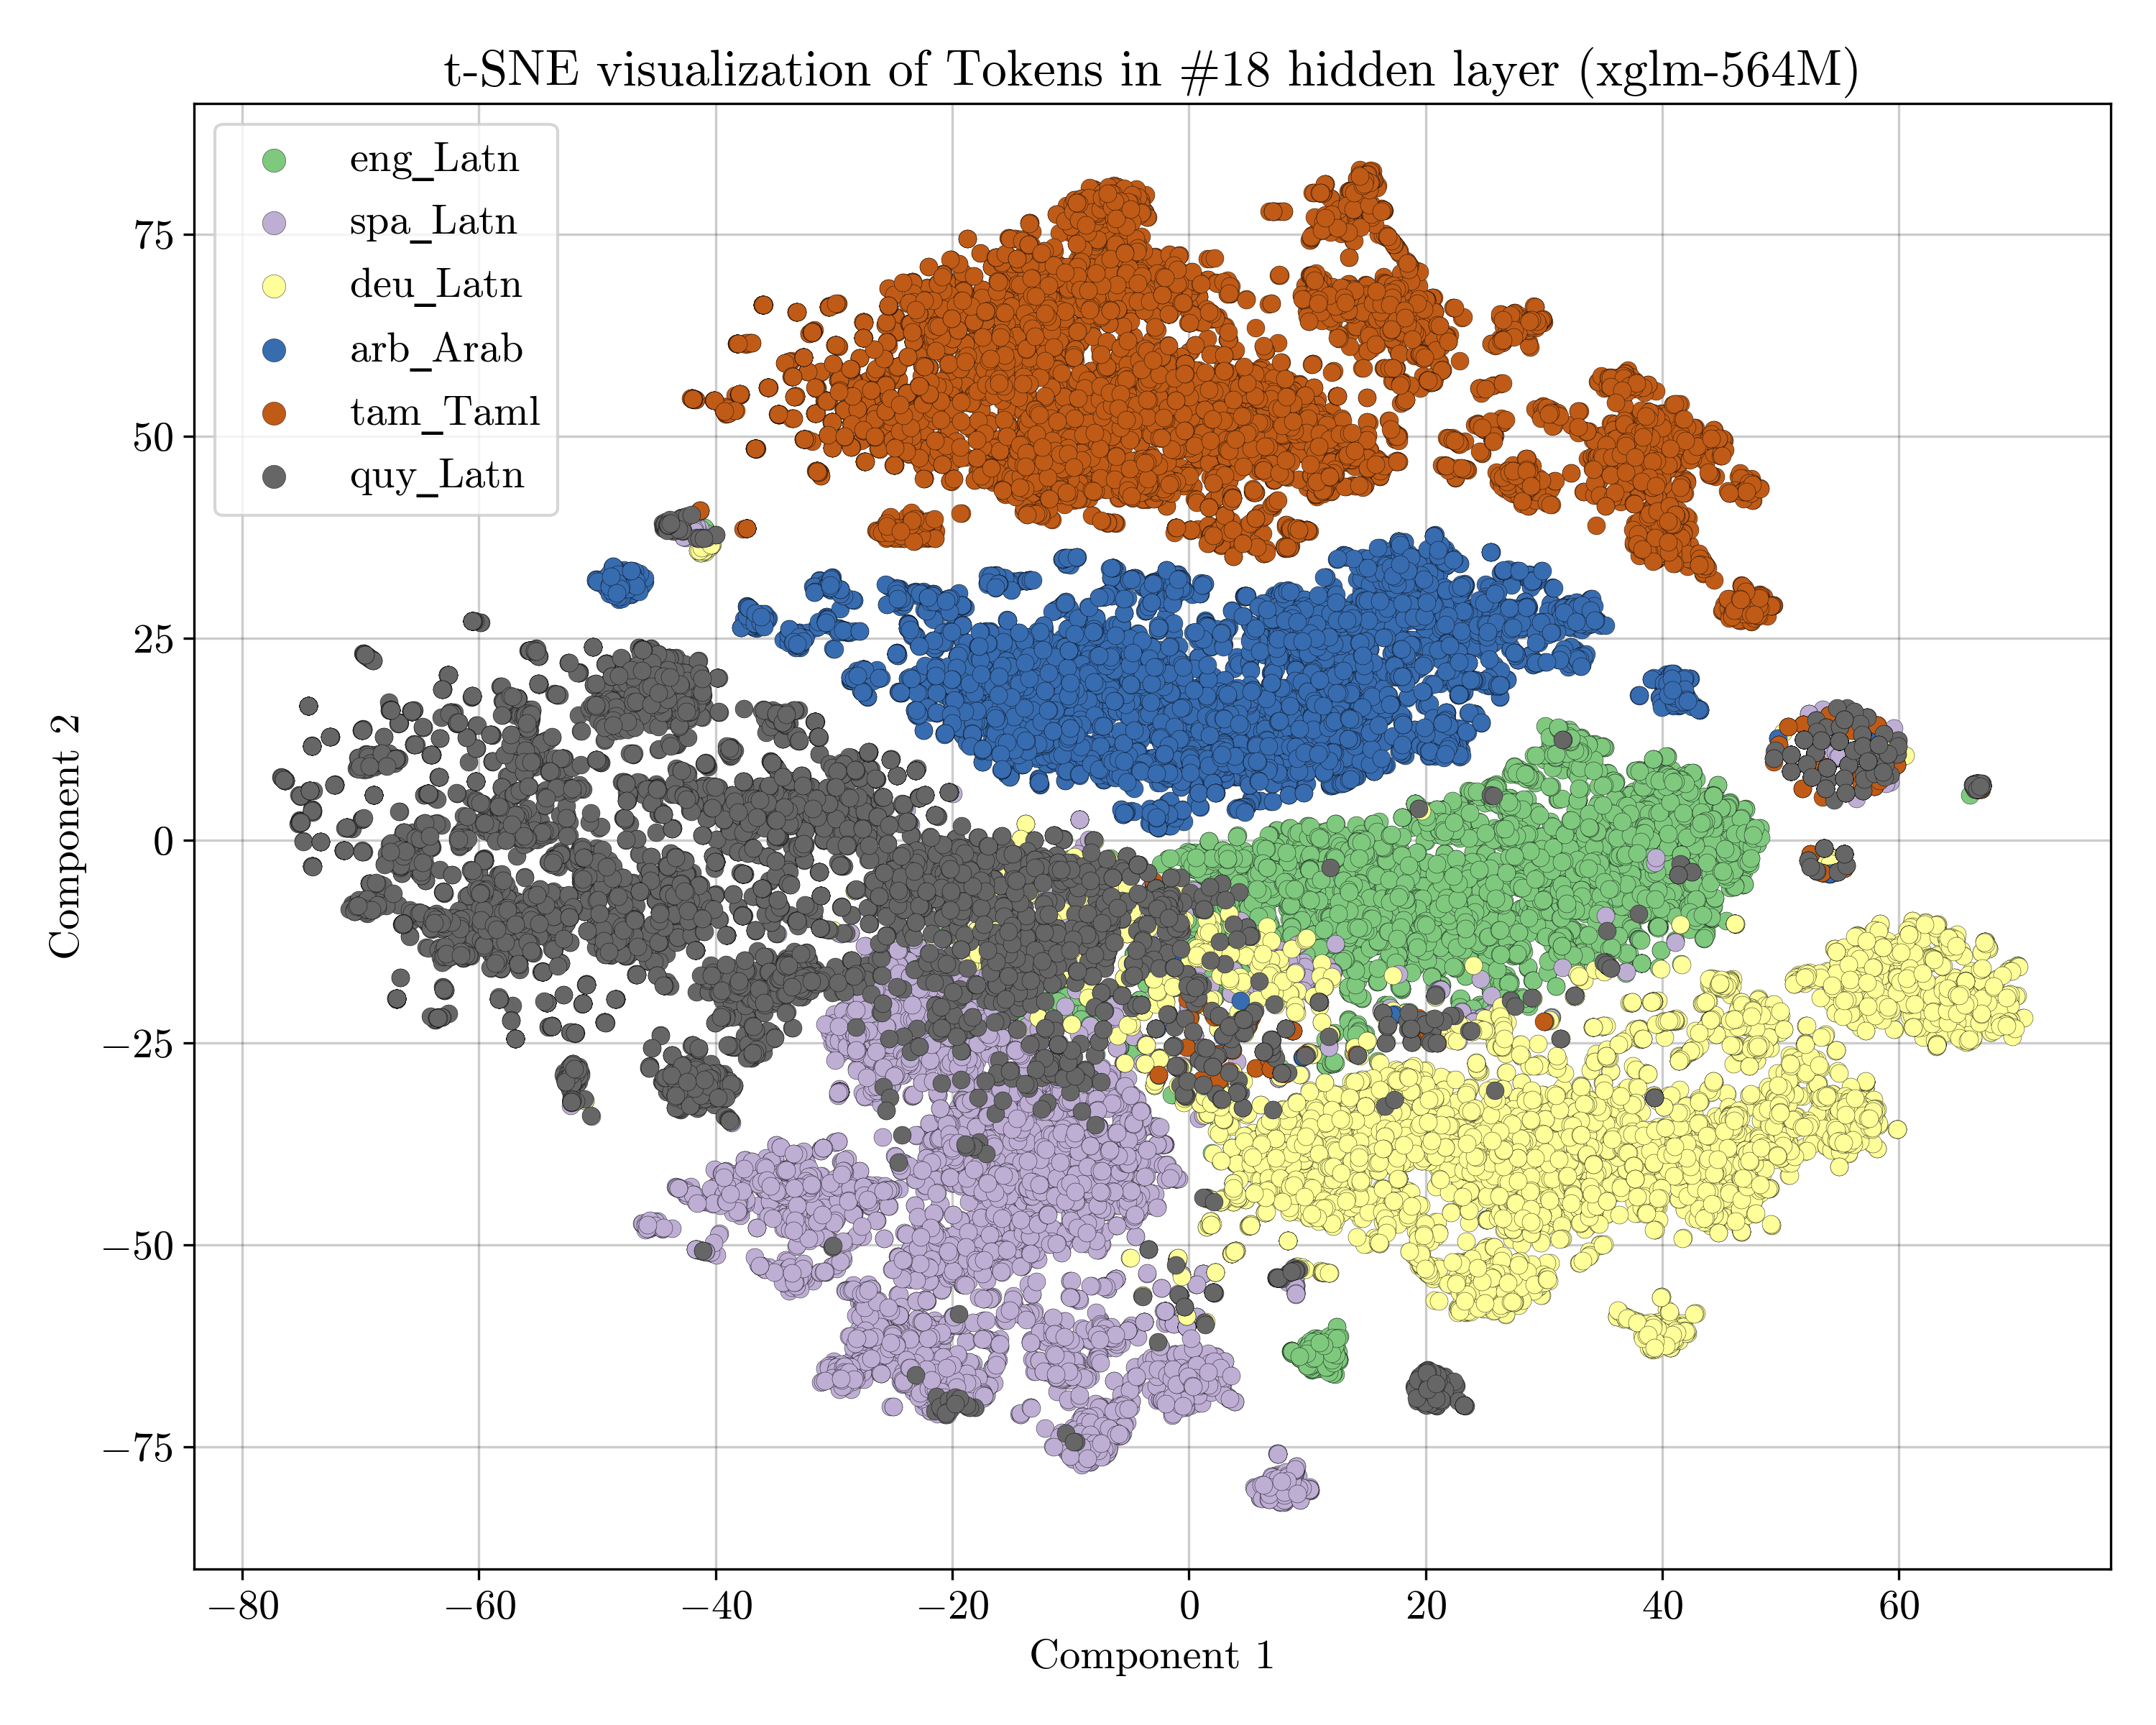 t-SNE visualization of Tokens in #18 hidden layer (xglm-564M)
eng_Latn
spa_Latn
deu_Latn
arb_Arab
tam_Taml
quy_Latn
75
50
25
0
−25
−50
−75
Component 2
−80
−60
−40
−20
0
20
40
60
Component 1